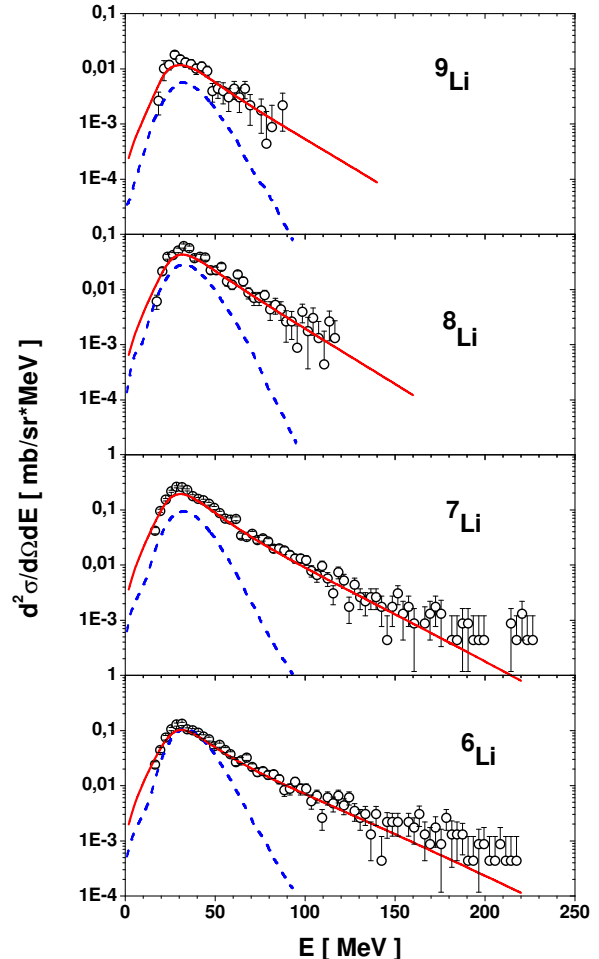 0,01
1E-3
1E-4
⁹Li
0,1
0,01
1E-3
1E-4
⁸Li
1
0,1
0,01
1E-3
⁷Li
1
0,1
0,01
1E-3
1E-4
⁶Li
0 50 100 150 200 250
E [ MeV ]
d²σ/dΩdE [ mb/sr*MeV ]